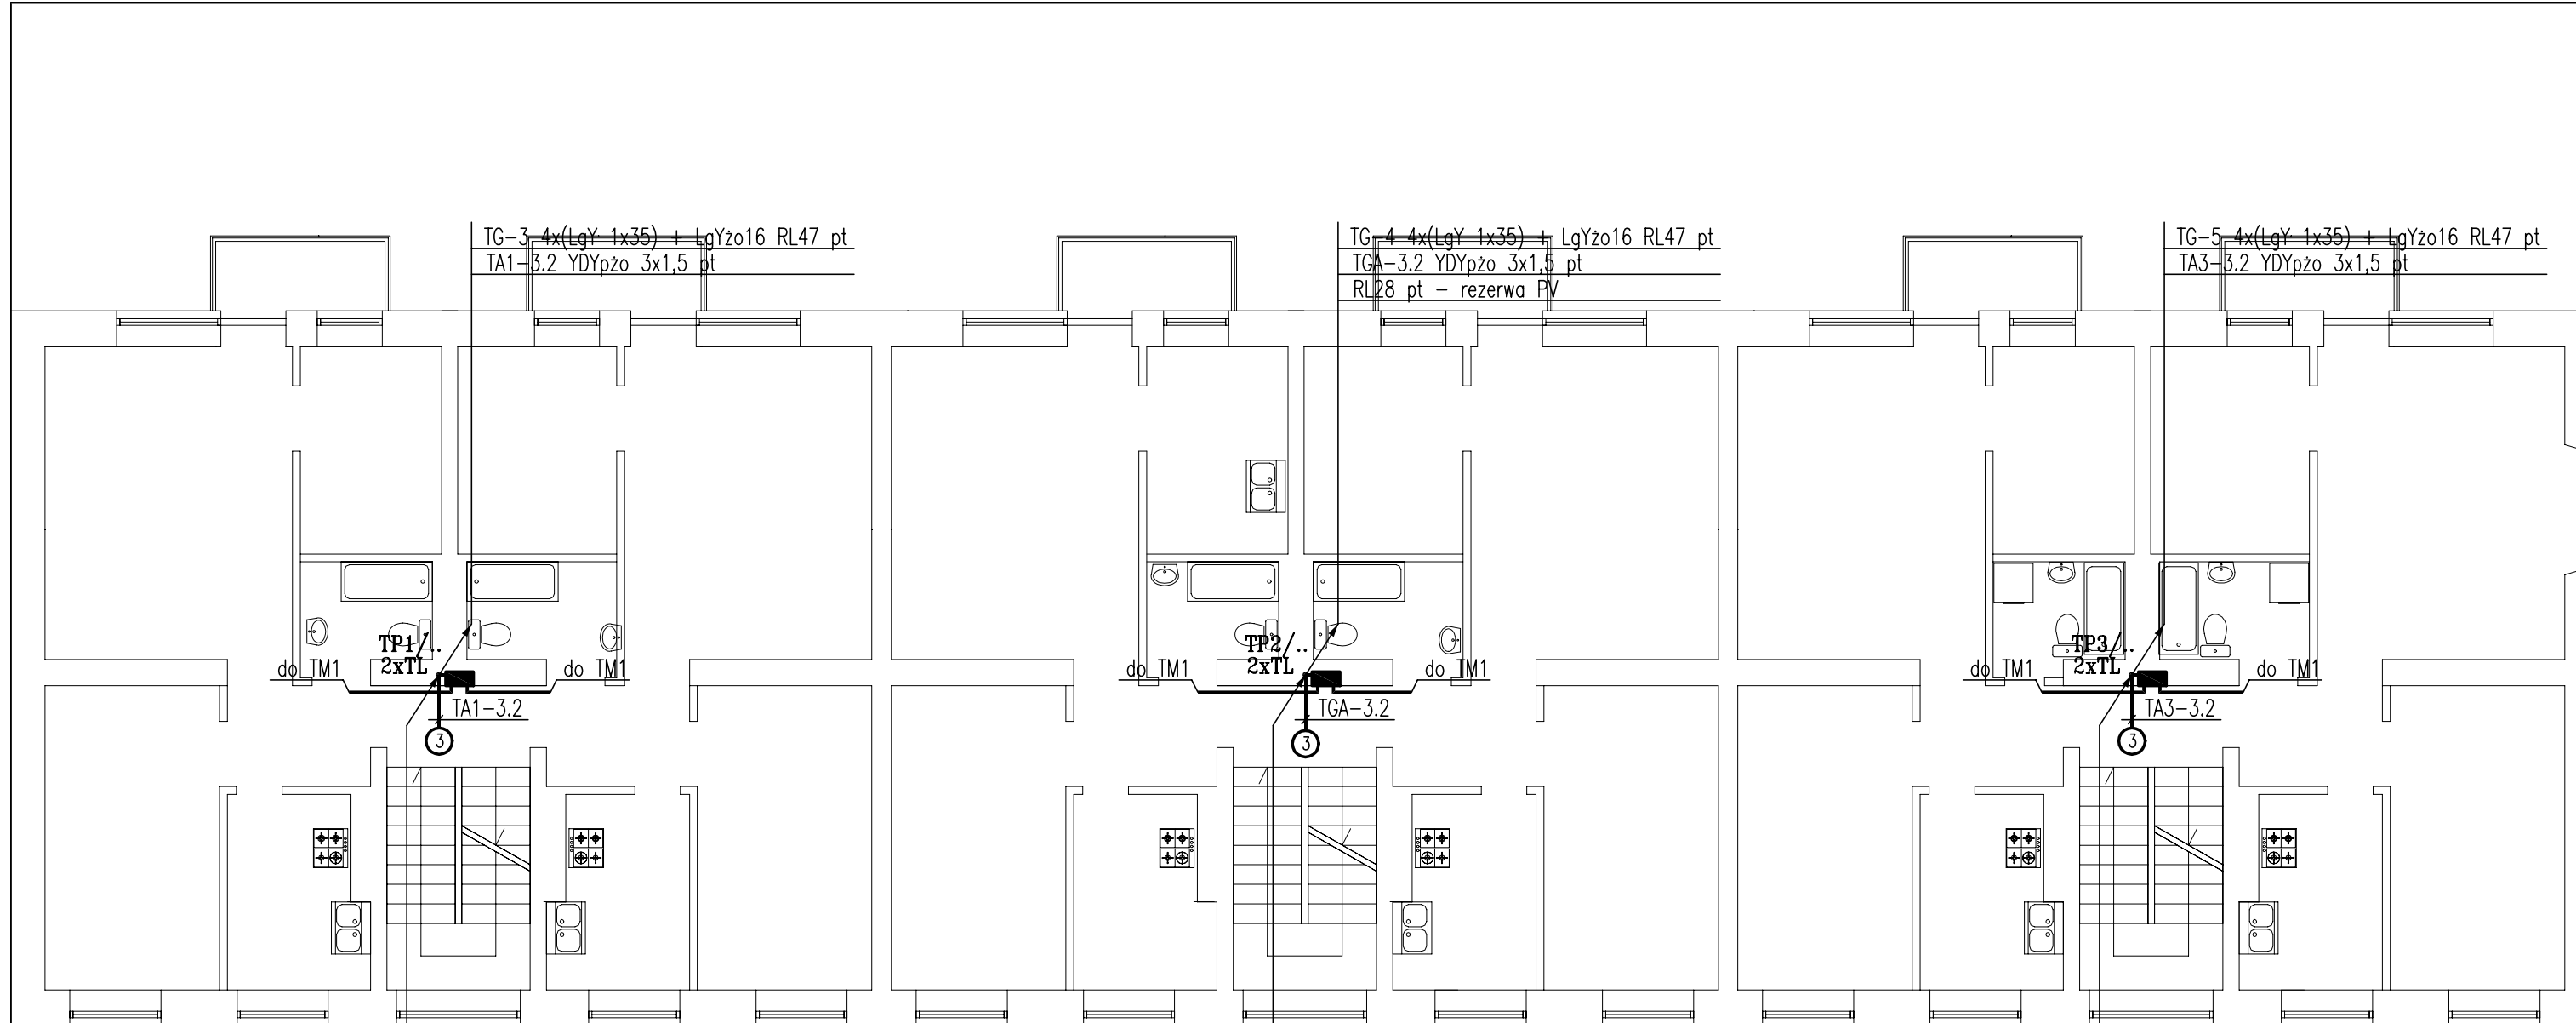 TG-3 4x(LgY 1x35) + LgYżo16 RL47 pt
TA1-3.2 YDYpżo 3x1,5 pt
TG-4 4x(LgY 1x35) + LgYżo16 RL47 pt
TGA-3.2 YDYpżo 3x1,5 pt
RL28 pt - rezerwa PV
TG-5 4x(LgY 1x35) + LgYżo16 RL47 pt
TA3-3.2 YDYpżo 3x1,5 pt
TP1/..
2xTL
do TM1
do TM1
TA1-3.2
3
TP2/..
2xTL
do TM1
do TM1
TGA-3.2
3
TP3/..
2xTL
do TM1
do TM1
TA3-3.2
3